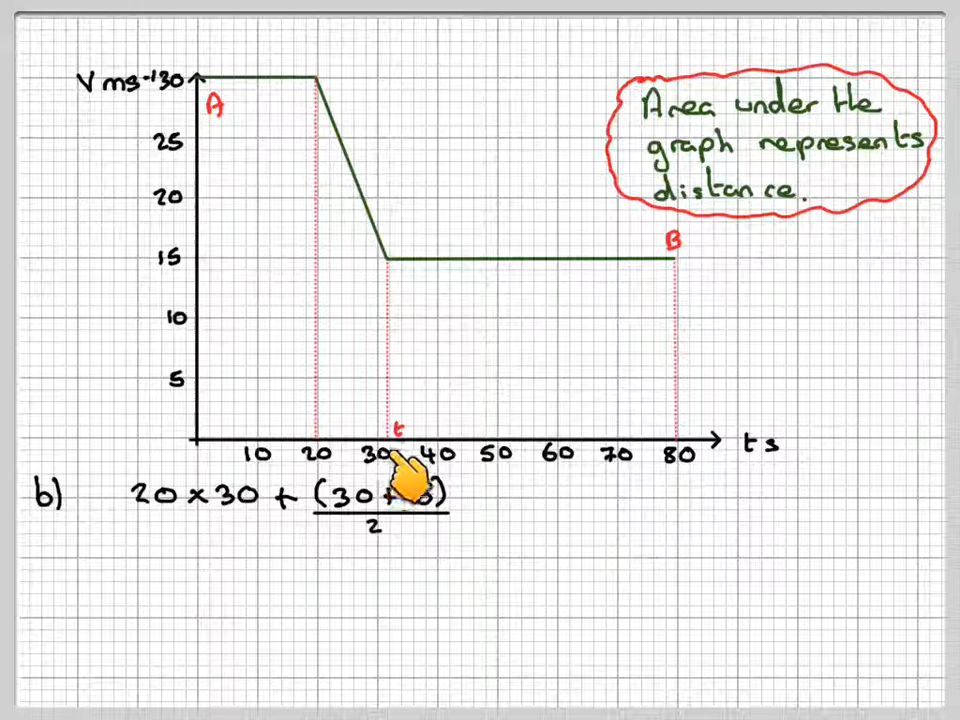 V ms⁻¹ 30
A
25
20
15
10
5
Area under the
graph represents
distance.
B
t
10 20 30 40 50 60 70 80 t s
b) 20 × 30 + (30 + 5)
2